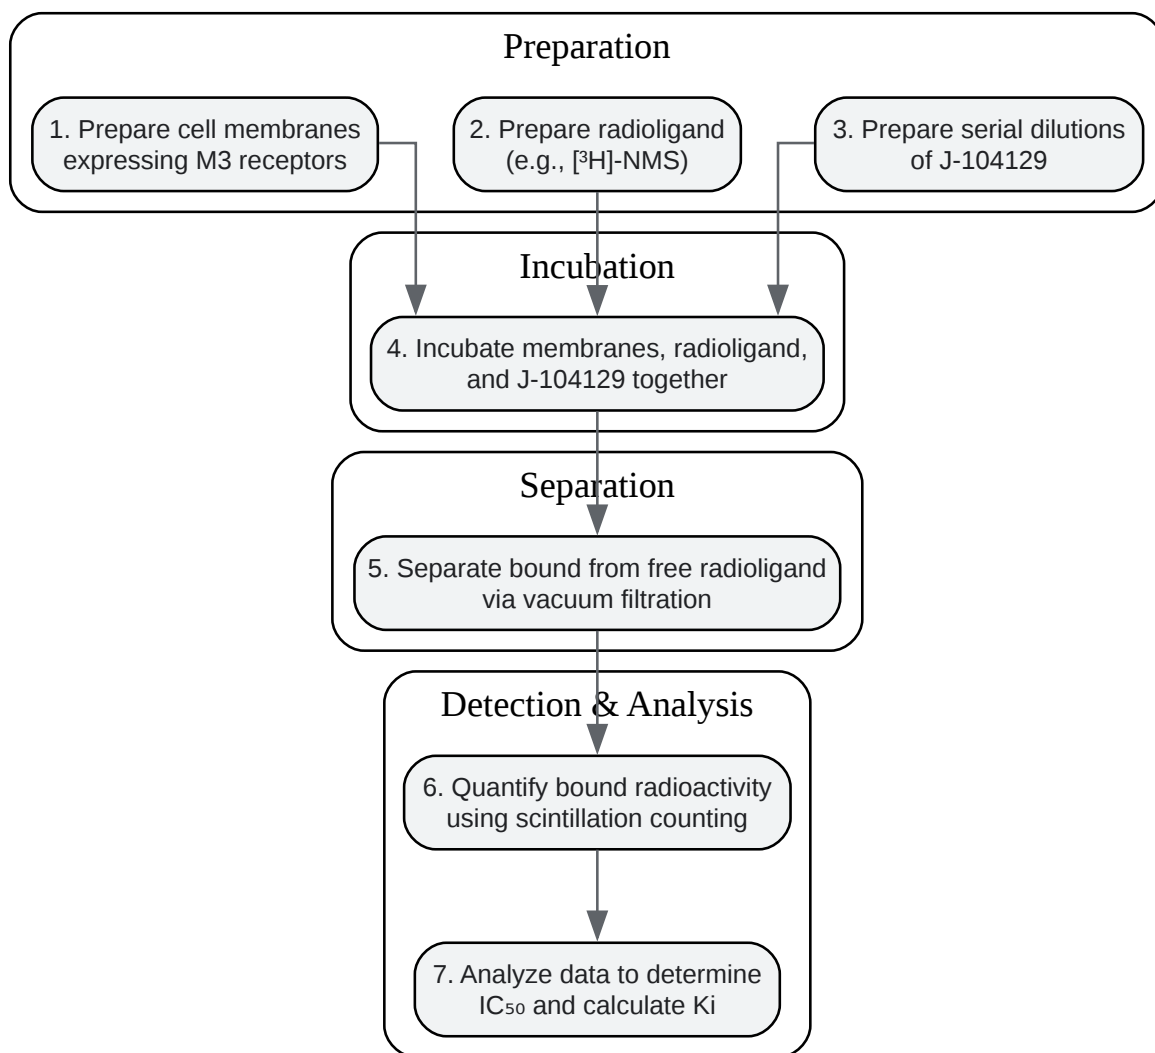 Preparation
1. Prepare cell membranes
expressing M3 receptors
2. Prepare radioligand
(e.g., [³H]-NMS)
3. Prepare serial dilutions
of J-104129
Incubation
4. Incubate membranes, radioligand,
and J-104129 together
Separation
5. Separate bound from free radioligand
via vacuum filtration
Detection & Analysis
6. Quantify bound radioactivity
using scintillation counting
7. Analyze data to determine
IC₅₀ and calculate Ki